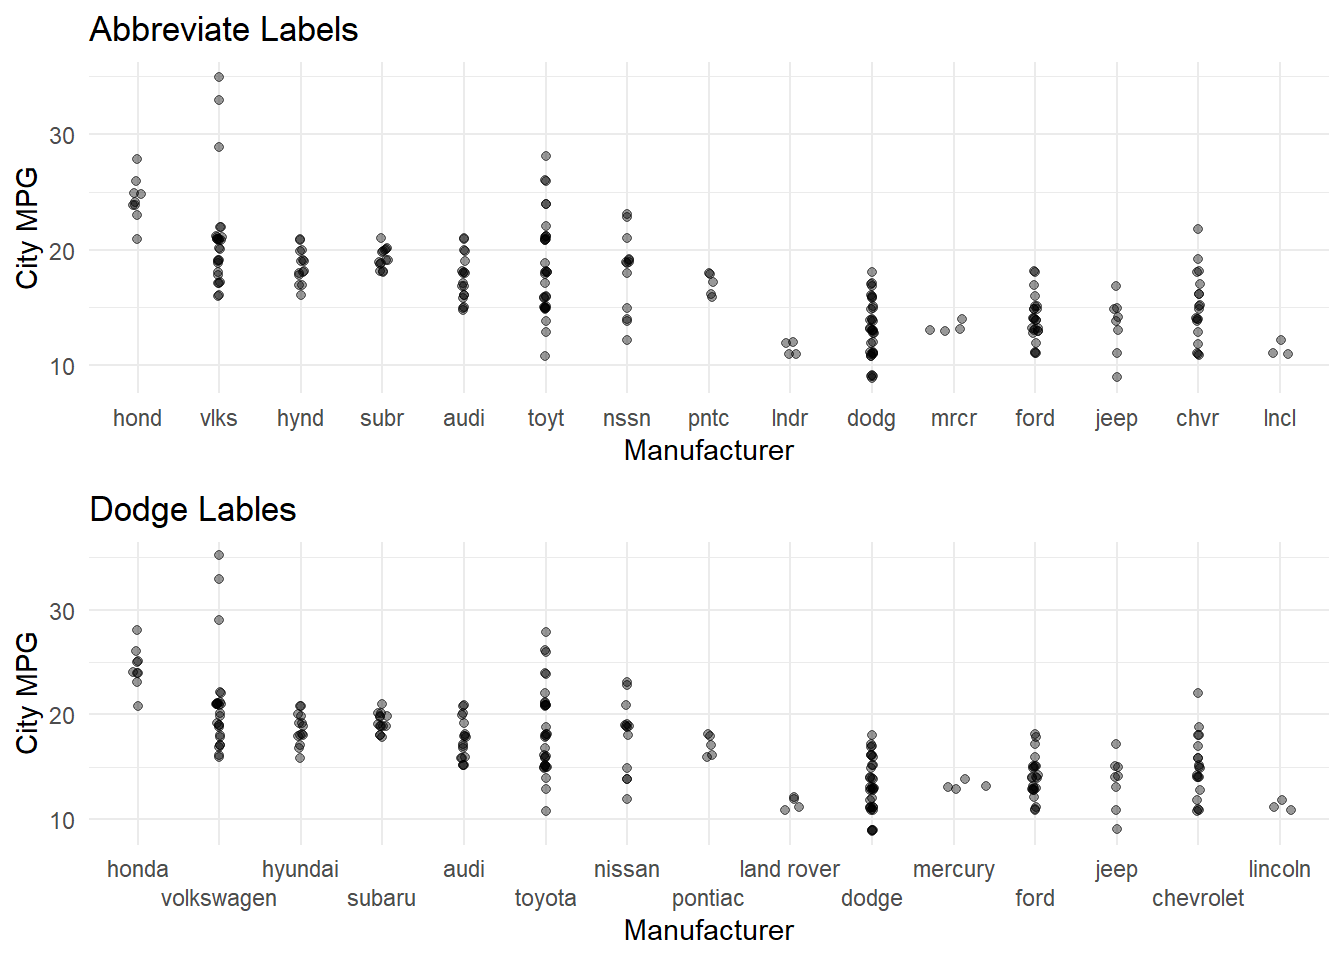 Abbreviate Labels
City MPG
30
20
10
hond vlks hynd subr audi toyt nssn pntc lndr dodg mrcr ford jeep chvr lncl
Manufacturer
Dodge Lables
City MPG
30
20
10
honda hyundai audi nissan land rover mercury jeep lincoln
volkswagen subaru toyota pontiac dodge ford chevrolet
Manufacturer